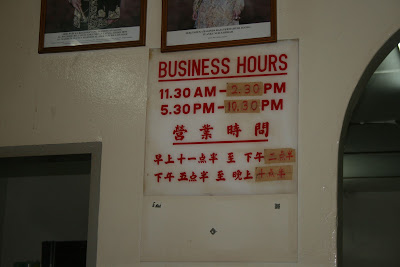 BUSINESS HOURS
11.30 AM - 2.30 PM
5.30 PM - 10.30 PM
營業時間
早上十一点半 至 下午二点半
下午五点半 至 晚上十点半